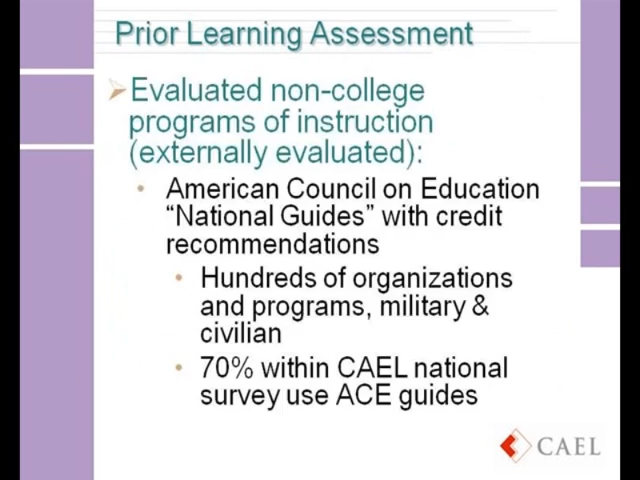 Prior Learning Assessment
Evaluated non-college
programs of instruction
(externally evaluated):
• American Council on Education
“National Guides” with credit
recommendations
• Hundreds of organizations
and programs, military &
civilian
• 70% within CAEL national
survey use ACE guides
CAEL